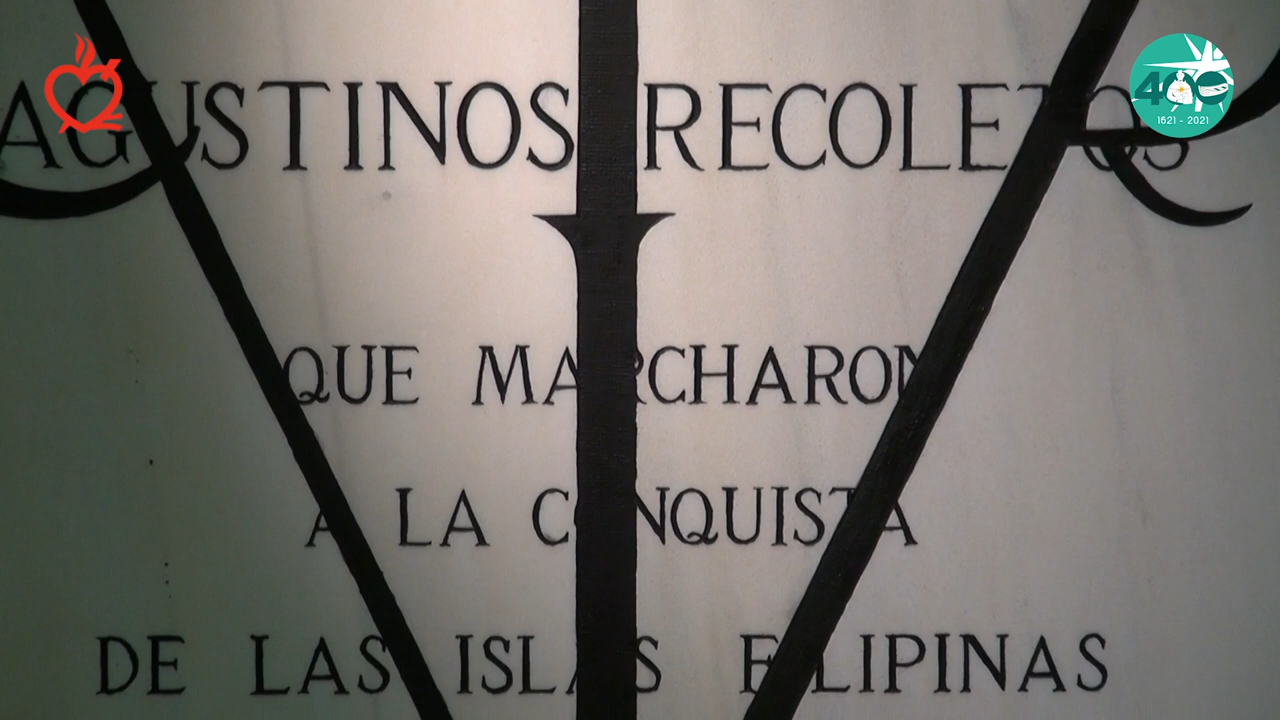 AGUSTINOS RECOLETOS
400
1621 - 2021
QUE MARCHARON
A LA CONQUISTA
DE LAS ISLAS FILIPINAS